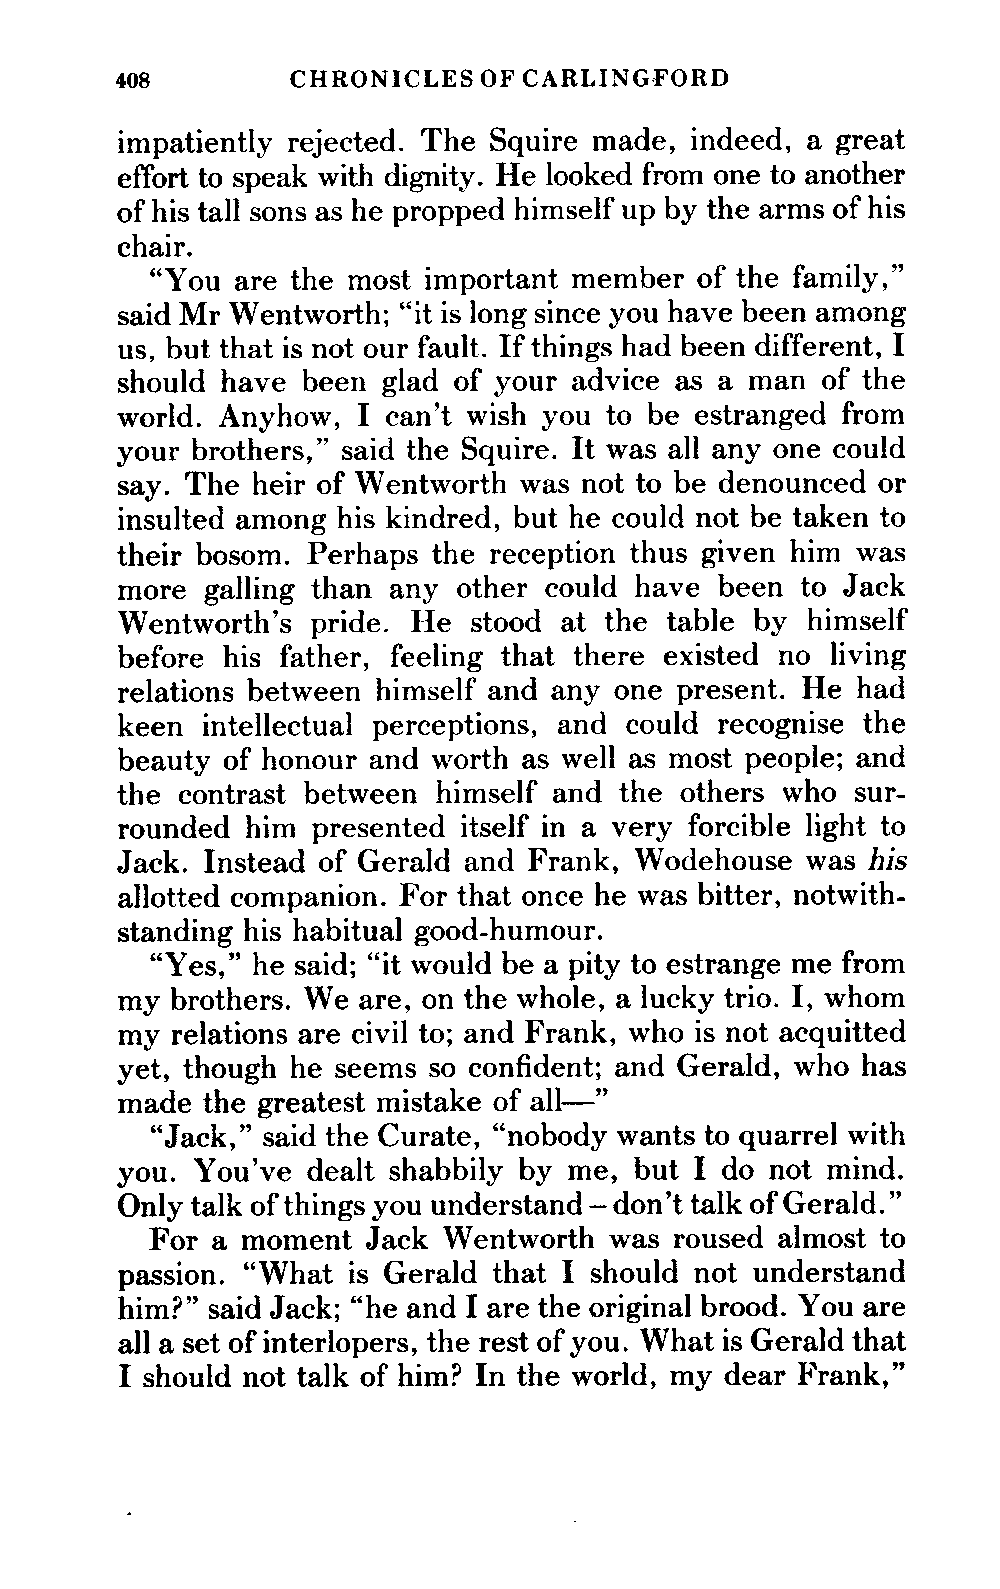 408 CHRONICLES OF CARLINGFORD
impatiently rejected. The Squire made, indeed, a great
effort to speak with dignity. He looked from one to another
of his tall sons as he propped himself up by the arms of his
chair.
“You are the most important member of the family,”
said Mr Wentworth; “it is long since you have been among
us, but that is not our fault. If things had been different, I
should have been glad of your advice as a man of the
world. Anyhow, I can’t wish you to be estranged from
your brothers,” said the Squire. It was all any one could
say. The heir of Wentworth was not to be denounced or
insulted among his kindred, but he could not be taken to
their bosom. Perhaps the reception thus given him was
more galling than any other could have been to Jack
Wentworth’s pride. He stood at the table by himself
before his father, feeling that there existed no living
relations between himself and any one present. He had
keen intellectual perceptions, and could recognise the
beauty of honour and worth as well as most people; and
the contrast between himself and the others who sur-
rounded him presented itself in a very forcible light to
Jack. Instead of Gerald and Frank, Wodehouse was his
allotted companion. For that once he was bitter, notwith-
standing his habitual good-humour.
“Yes,” he said; “it would be a pity to estrange me from
my brothers. We are, on the whole, a lucky trio. I, whom
my relations are civil to; and Frank, who is not acquitted
yet, though he seems so confident; and Gerald, who has
made the greatest mistake of all—”
“Jack,” said the Curate, “nobody wants to quarrel with
you. You’ve dealt shabbily by me, but I do not mind.
Only talk of things you understand – don’t talk of Gerald.”
For a moment Jack Wentworth was roused almost to
passion. “What is Gerald that I should not understand
him?” said Jack; “he and I are the original brood. You are
all a set of interlopers, the rest of you. What is Gerald that
I should not talk of him? In the world, my dear Frank,”